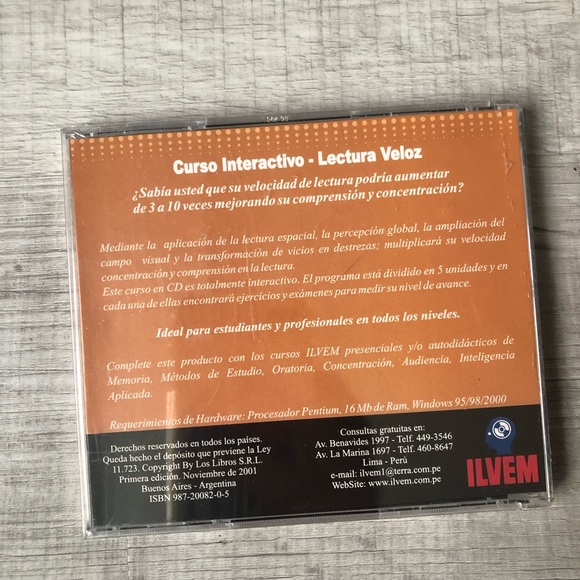 Curso Interactivo - Lectura Veloz
¿Sabía usted que su velocidad de lectura podría aumentar
de 3 a 10 veces mejorando su comprensión y concentración?
Mediante la aplicación de la lectura espacial, la percepción global, la ampliación del
campo visual y la transformación de vicios en destrezas; multiplicará su velocidad
concentración y comprensión en la lectura.
Este curso en CD es totalmente interactivo. El programa está dividido en 5 unidades y en
cada una de ellas encontrará ejercicios y exámenes para medir su nivel de avance.
Ideal para estudiantes y profesionales en todos los niveles.
Complete este producto con los cursos ILVEM presenciales y/o autodidácticos de
Memoria, Métodos de Estudio, Oratoria, Concentración, Audiencia, Inteligencia
Aplicada.
Requerimientos de Hardware: Procesador Pentium, 16 Mb de Ram, Windows 95/98/2000
Derechos reservados en todos los países.
Queda hecho el depósito que previene la Ley
11.723. Copyright By Los Libros S.R.L.
Primera edición. Noviembre de 2001
Buenos Aires - Argentina
ISBN 987-20082-0-5
Consultas gratuitas en:
Av. Benavides 1997 - Telf. 449-3546
Av. La Marina 1697 - Telf. 460-8647
Lima - Perú
e-mail: ilvem1@terra.com.pe
WebSite: www.ilvem.com.pe
ILVEM